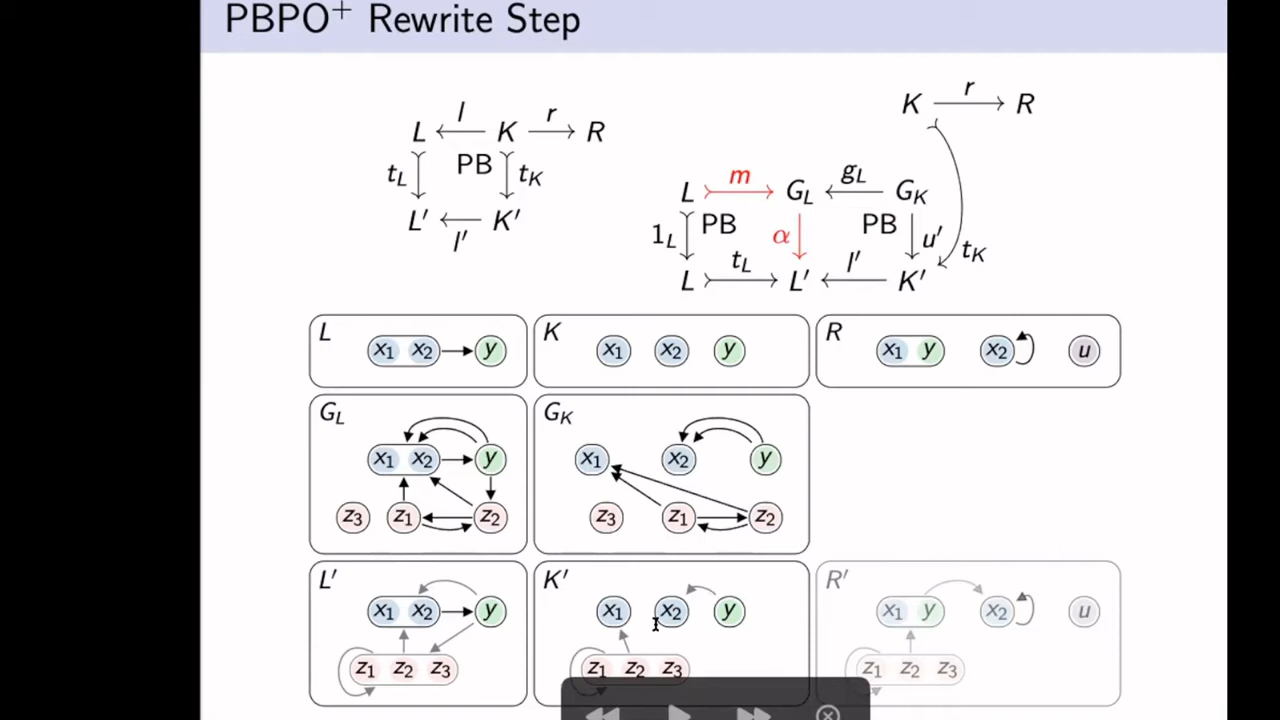 PBPO⁺ Rewrite Step
K r R
l r
L K R
PB
t_L t_K
m g_L
L G_L G_K
PB PB
1_L α u′ t_K
L′ K′
l′
t_L l′
L L′ K′
L x₁ x₂ y
K x₁ x₂ y
R x₁ y x₂ u
G_L
x₁ x₂ y
z₃ z₁ z₂
G_K
x₁ x₂ y
z₃ z₁ z₂
L′
x₁ x₂ y
z₁ z₂ z₃
K′
x₁ x₂ y
z₁ z₂ z₃
R′
x₁ y x₂ u
z₁ z₂ z₃